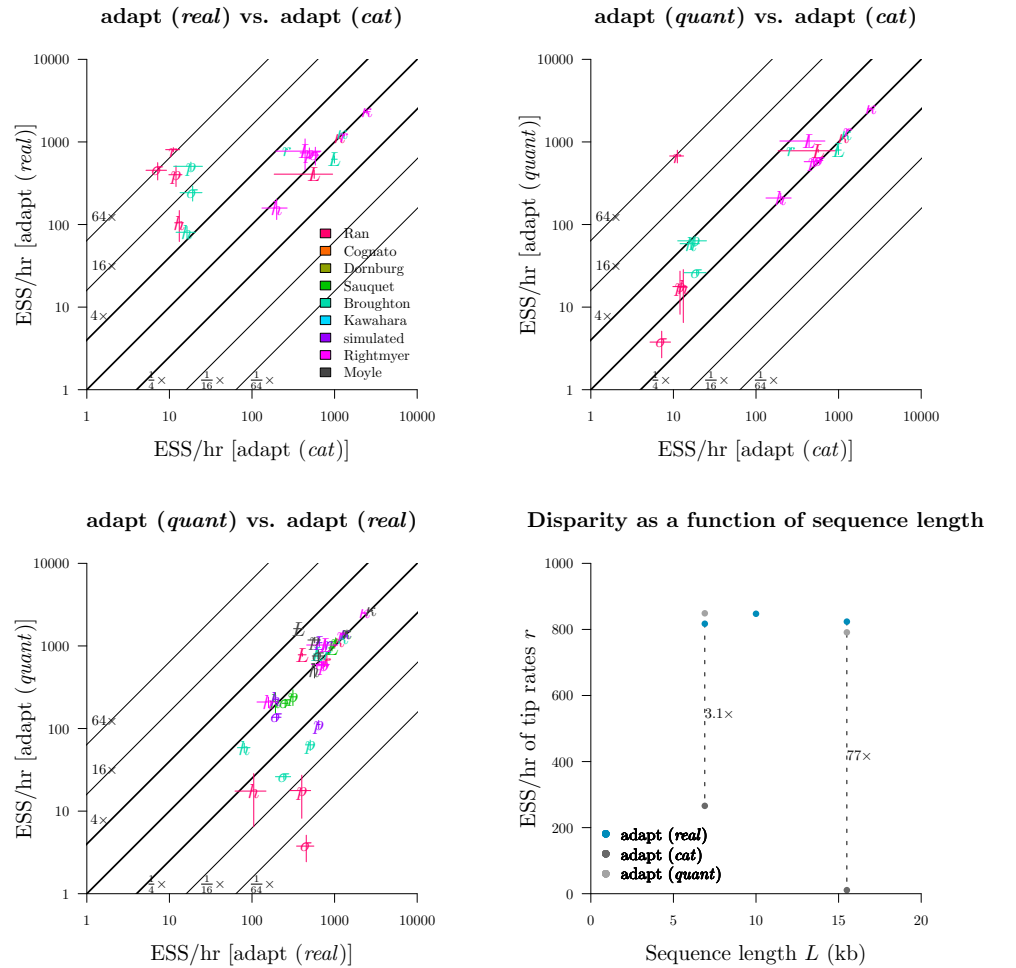 adapt (real) vs. adapt (cat)
ESS/hr [adapt (real)]
10000
1000
100
10
1
64×
16×
4×
1/4 ×
1/16 ×
1/64 ×
Ran
Cognato
Dornburg
Sauquet
Broughton
Kawahara
simulated
Rightmyer
Moyle
1 10 100 1000 10000
ESS/hr [adapt (cat)]
adapt (quant) vs. adapt (cat)
ESS/hr [adapt (quant)]
10000
1000
100
10
1
64×
16×
4×
1/4 ×
1/16 ×
1/64 ×
1 10 100 1000 10000
ESS/hr [adapt (cat)]
adapt (quant) vs. adapt (real)
ESS/hr [adapt (quant)]
10000
1000
100
10
1
64×
16×
4×
1/4 ×
1/16 ×
1/64 ×
1 10 100 1000 10000
ESS/hr [adapt (real)]
Disparity as a function of sequence length
ESS/hr of tip rates r
1000
800
600
400
200
0
3.1×
77×
adapt (real)
adapt (cat)
adapt (quant)
0 5 10 15 20
Sequence length L (kb)